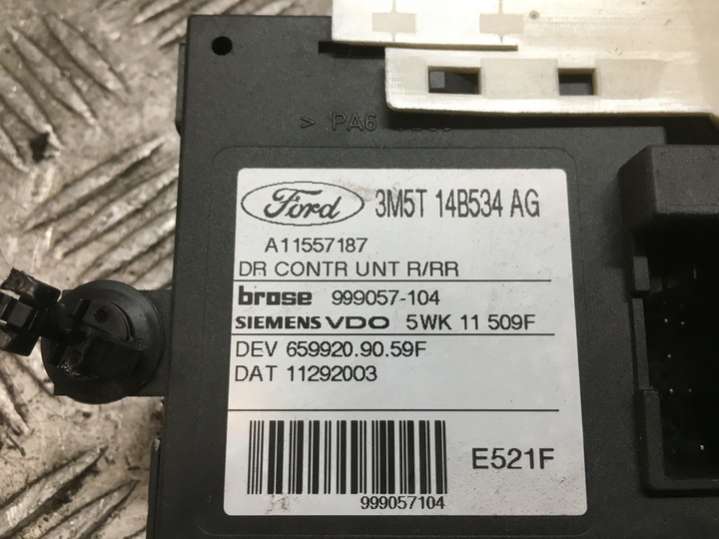 > PA6
Ford 3M5T 14B534 AG
A11557187
DR CONTR UNT R/RR
brose 999057-104
SIEMENS VDO 5WK 11 509F
DEV 659920.90.59F
DAT 11292003
E521F
999057104